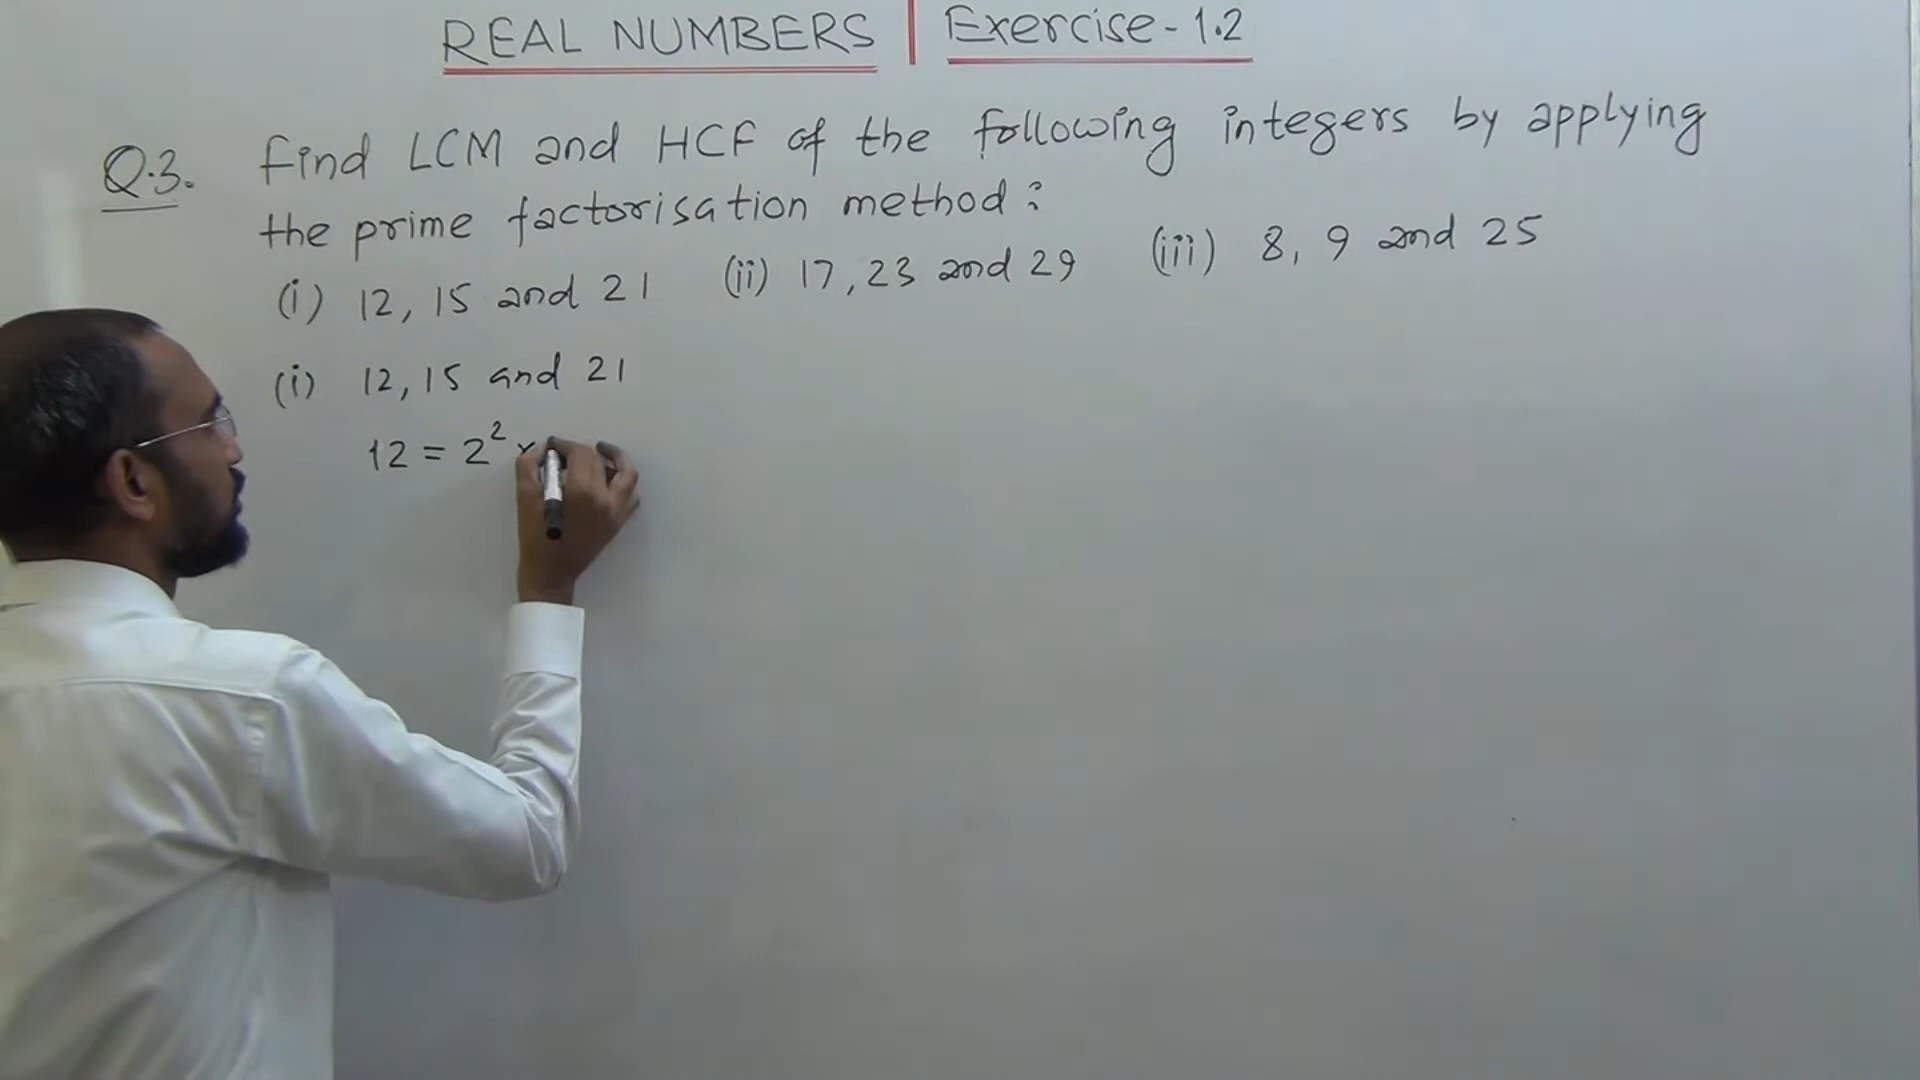 REAL NUMBERS | Exercise-1.2
Q.3. Find LCM and HCF of the following integers by applying
the prime factorisation method:
(i) 12, 15 and 21 (ii) 17, 23 and 29 (iii) 8, 9 and 25
(i) 12, 15 and 21
12 = 2² ×